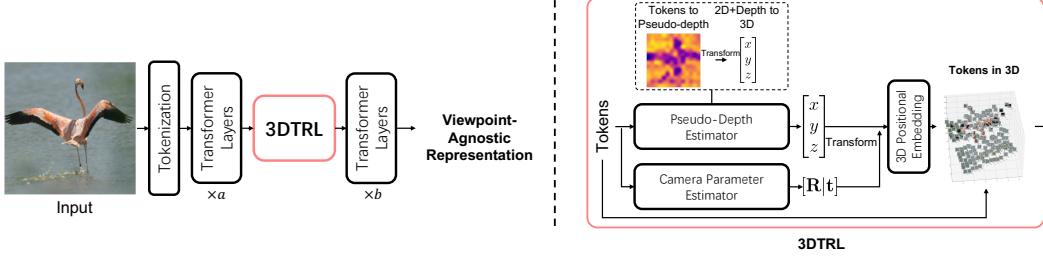 Input
Tokenization
Transformer
Layers
×a
3DTRL
Transformer
Layers
×b
Viewpoint-
Agnostic
Representation
Tokens to
Pseudo-depth
2D+Depth to
3D
Transform
x
y
z
Tokens
Pseudo-Depth
Estimator
x
y
z
Transform
Camera Parameter
Estimator
[R|t]
3D Positional
Embedding
Tokens in 3D
3DTRL